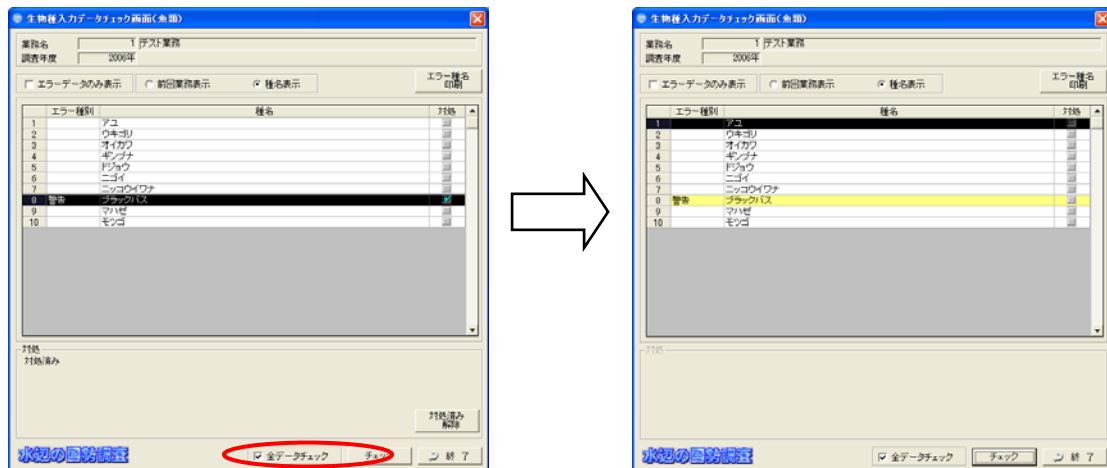 生物種入力データチェック画面(魚類)
業務名 1 テスト業務
調査年度 2006年
エラーデータのみ表示 前回業務表示 種名表示 エラー種名印刷
エラー種別 種名 対処
1 アユ
2 ウキゴリ
3 オイカワ
4 ギンブナ
5 ドジョウ
6 ニゴイ
7 ニッコウイワナ
8 警告 ブラックバス
9 マハゼ
10 モツゴ
対処
対処済み
対処済み解除
水辺の国勢調査 全データチェック チェック 終了
生物種入力データチェック画面(魚類)
業務名 1 テスト業務
調査年度 2006年
エラーデータのみ表示 前回業務表示 種名表示 エラー種名印刷
エラー種別 種名 対処
1 アユ
2 ウキゴリ
3 オイカワ
4 ギンブナ
5 ドジョウ
6 ニゴイ
7 ニッコウイワナ
8 警告 ブラックバス
9 マハゼ
10 モツゴ
対処
水辺の国勢調査 全データチェック チェック 終了